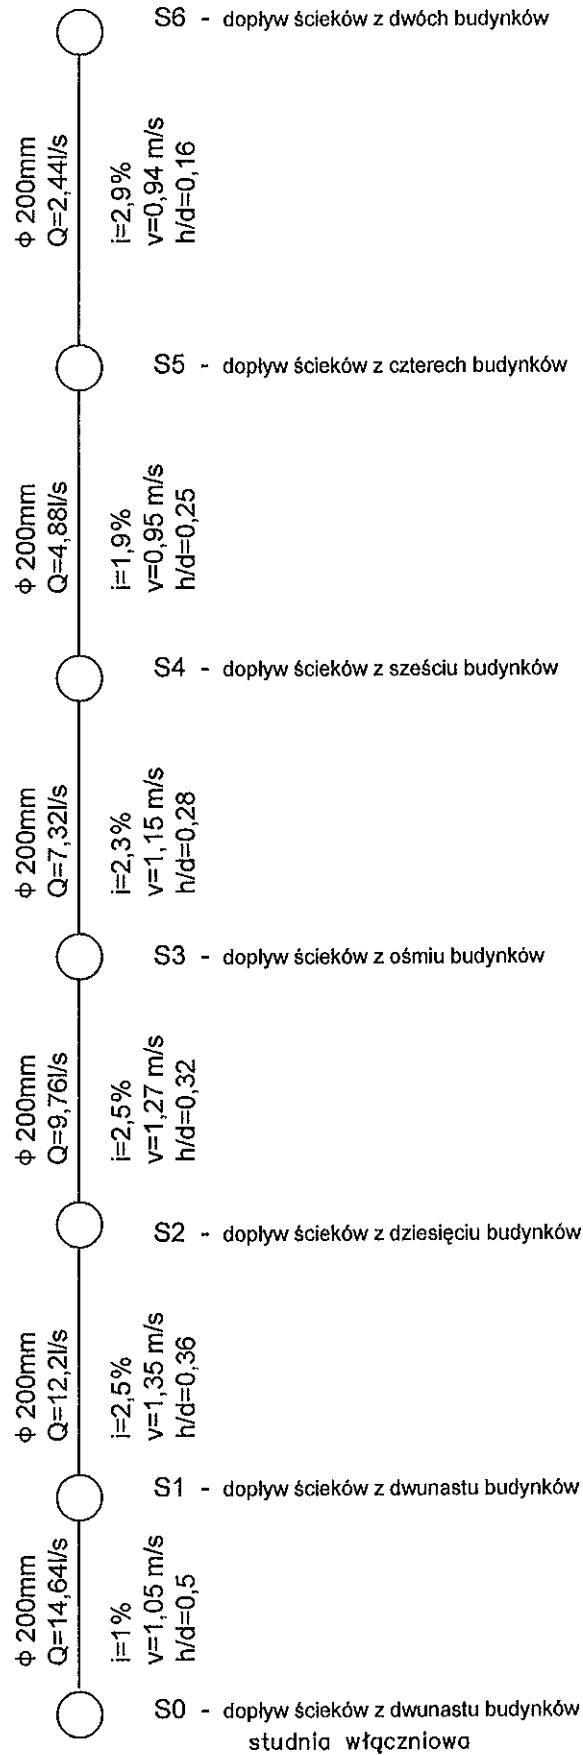 S6 - dopływ ścieków z dwóch budynków
ф 200mm
Q=2,44l/s
i=2,9%
v=0,94 m/s
h/d=0,16
S5 - dopływ ścieków z czterech budynków
ф 200mm
Q=4,88l/s
i=1,9%
v=0,95 m/s
h/d=0,25
S4 - dopływ ścieków z sześciu budynków
ф 200mm
Q=7,32l/s
i=2,3%
v=1,15 m/s
h/d=0,28
S3 - dopływ ścieków z ośmiu budynków
ф 200mm
Q=9,76l/s
i=2,5%
v=1,27 m/s
h/d=0,32
S2 - dopływ ścieków z dziesięciu budynków
ф 200mm
Q=12,2l/s
i=2,5%
v=1,35 m/s
h/d=0,36
S1 - dopływ ścieków z dwunastu budynków
ф 200mm
Q=14,64l/s
i=1%
v=1,05 m/s
h/d=0,5
S0 - dopływ ścieków z dwunastu budynków
studnia włączniowa